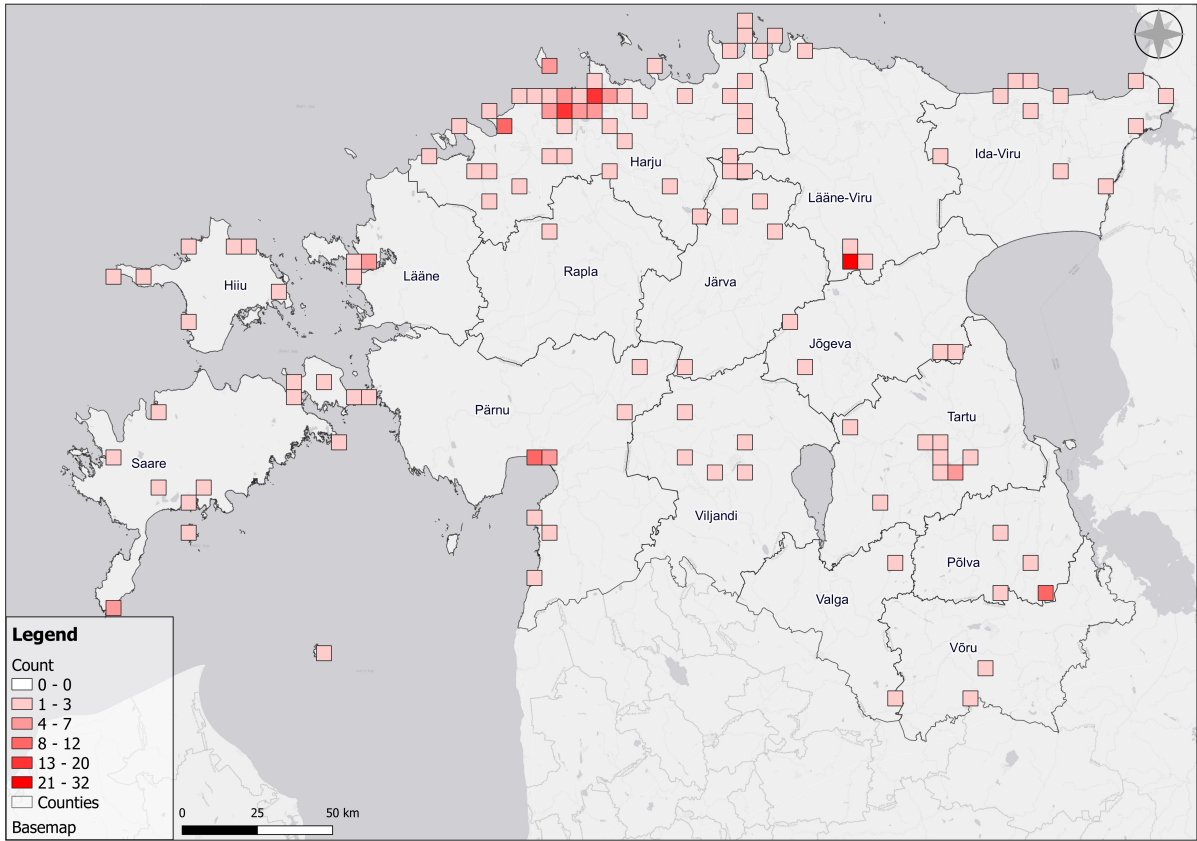 Harju
Ida-Viru
Lääne-Viru
Hiiu
Lääne
Rapla
Järva
Jõgeva
Pärnu
Tartu
Saare
Viljandi
Põlva
Valga
Võru
Legend
Count
0 - 0
1 - 3
4 - 7
8 - 12
13 - 20
21 - 32
Counties
Basemap
0 25 50 km